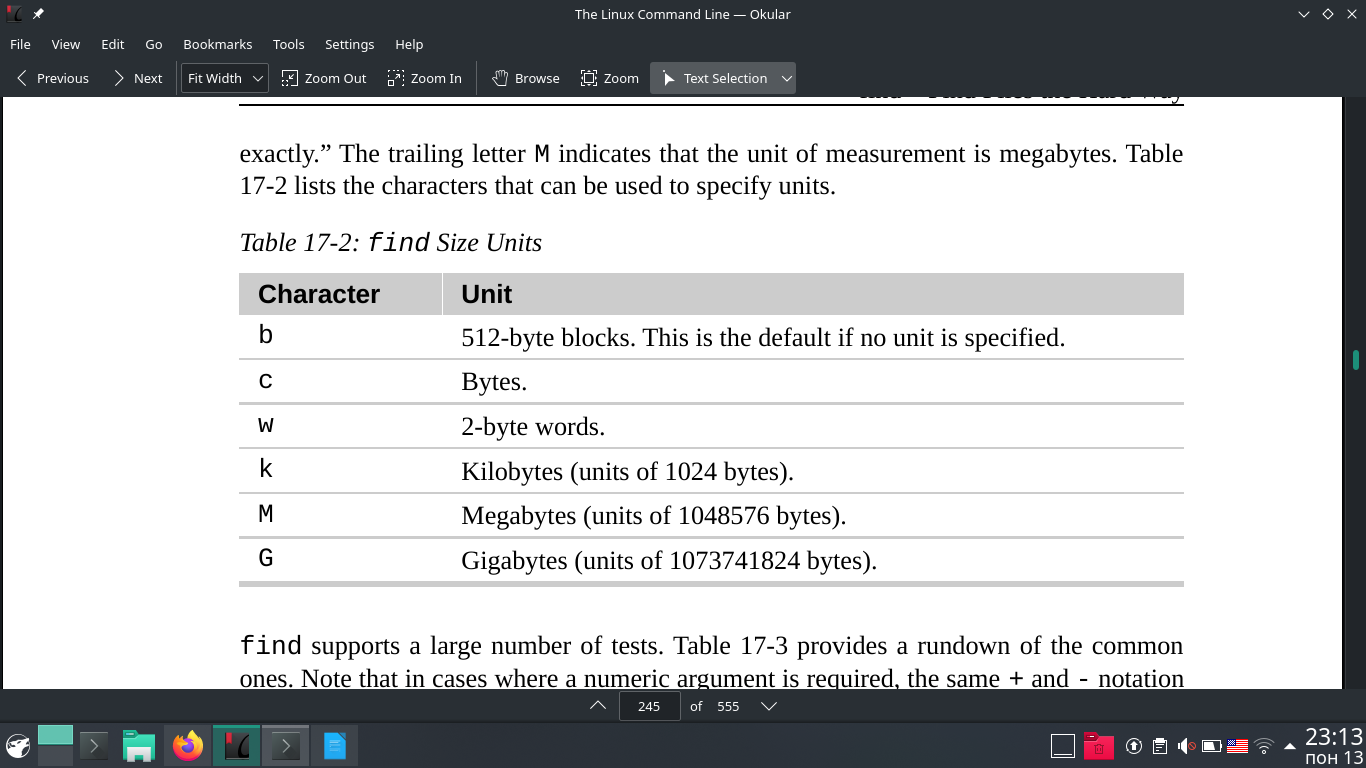 The Linux Command Line — Okular
File View Edit Go Bookmarks Tools Settings Help
Previous Next Fit Width Zoom Out Zoom In Browse Zoom Text Selection
find – Find Files the Hard Way
exactly.” The trailing letter M indicates that the unit of measurement is megabytes. Table
17-2 lists the characters that can be used to specify units.
Table 17-2: find Size Units
Character Unit
b 512-byte blocks. This is the default if no unit is specified.
c Bytes.
w 2-byte words.
k Kilobytes (units of 1024 bytes).
M Megabytes (units of 1048576 bytes).
G Gigabytes (units of 1073741824 bytes).
find supports a large number of tests. Table 17-3 provides a rundown of the common
ones. Note that in cases where a numeric argument is required, the same + and - notation
245 of 555
23:13
пон 13